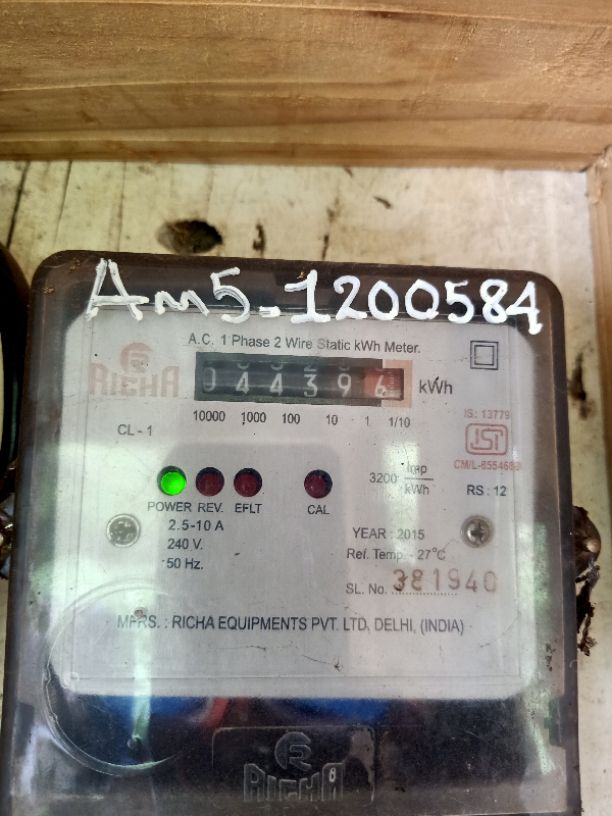 Am5-1200584
A.C. 1 Phase 2 Wire Static kWh Meter.
RICHA
044396 kWh
10000 1000 100 10 1 1/10
IS: 13779
ISI
CL - 1
3200 Imp/kWh
RS : 12
POWER REV. EFLT CAL
2.5-10 A
240 V.
50 Hz.
YEAR : 2015
Ref. Temp. - 27°C
SL. No. 381940
MFRS. : RICHA EQUIPMENTS PVT. LTD. DELHI, (INDIA)
RICHA